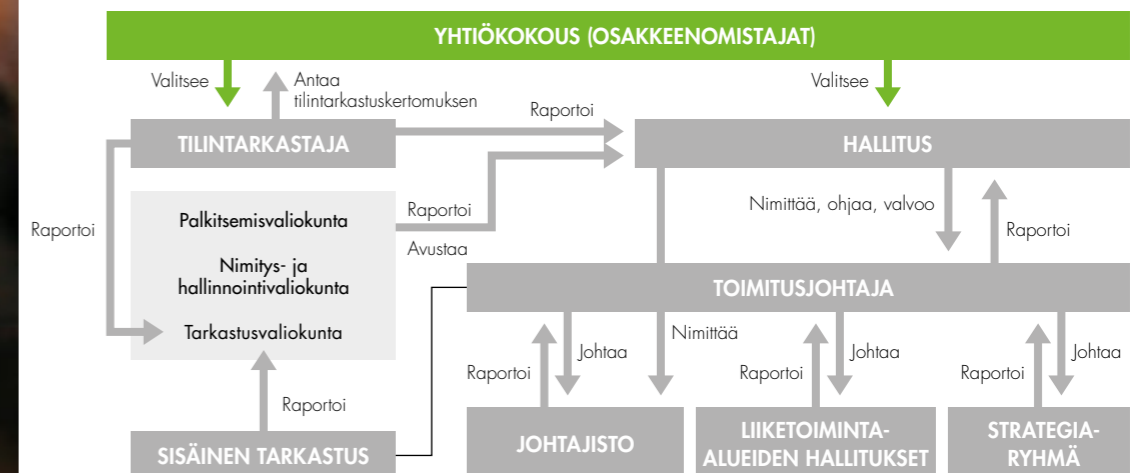 YHTIÖKOKOUS (OSAKKEENOMISTAJAT)
Valitsee
Antaa
tilintarkastuskertomuksen
Valitsee
Raportoi
TILINTARKASTAJA
HALLITUS
Raportoi
Palkitsemisvaliokunta
Nimitys- ja
hallinnointivaliokunta
Tarkastusvaliokunta
Raportoi
Avustaa
Nimittää, ohjaa, valvoo
Raportoi
TOIMITUSJOHTAJA
Raportoi
Raportoi
Johtaa
Nimittää
Raportoi
Johtaa
Raportoi
Johtaa
SISÄINEN TARKASTUS
JOHTAJISTO
LIIKETOIMINTA-
ALUEIDEN HALLITUKSET
STRATEGIA-
RYHMÄ